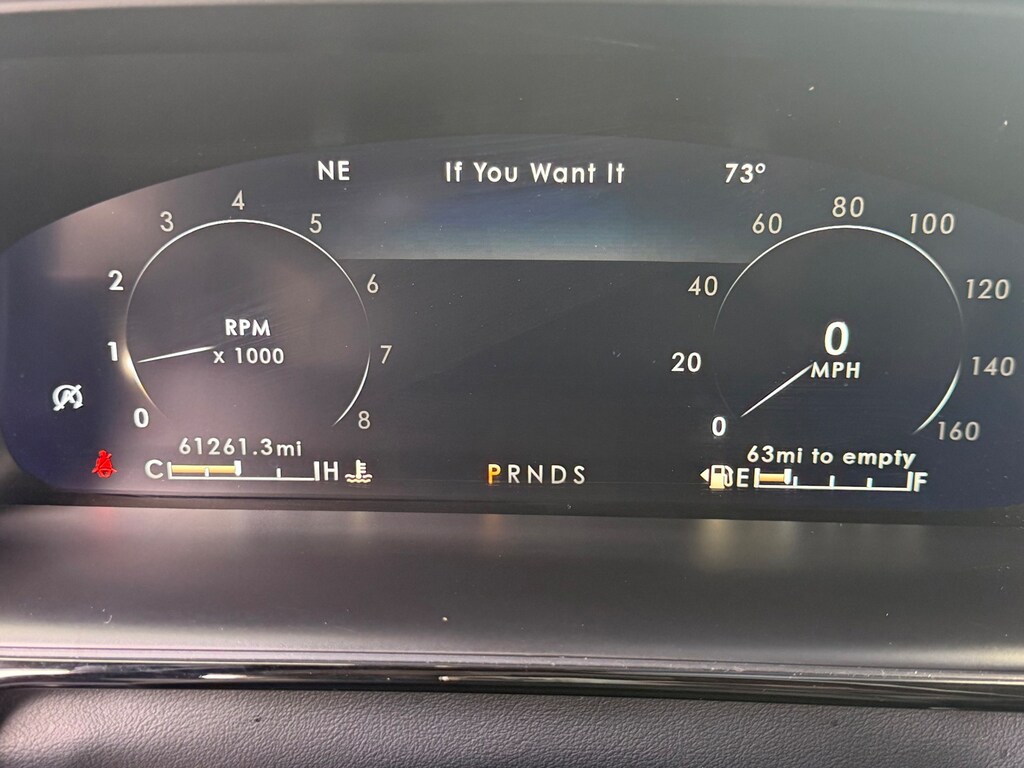 NE If You Want It 73°
4 80
3 5 60 100
2 6 40 120
RPM 0
1 x 1000 7 20 MPH 140
0 8 0 160
61261.3mi 63mi to empty
C H PRNDS E F